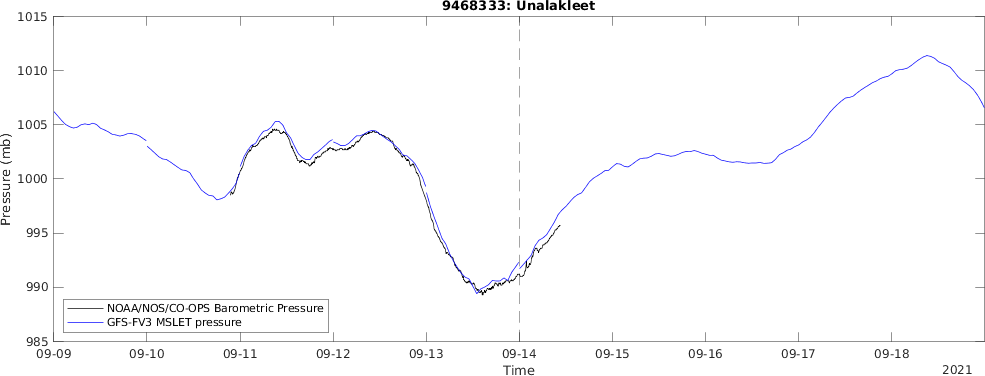 9468333: Unalakleet
1015
1010
1005
1000
995
990
985
Pressure (mb)
NOAA/NOS/CO-OPS Barometric Pressure
GFS-FV3 MSLET pressure
09-09 09-10 09-11 09-12 09-13 09-14 09-15 09-16 09-17 09-18
Time
2021